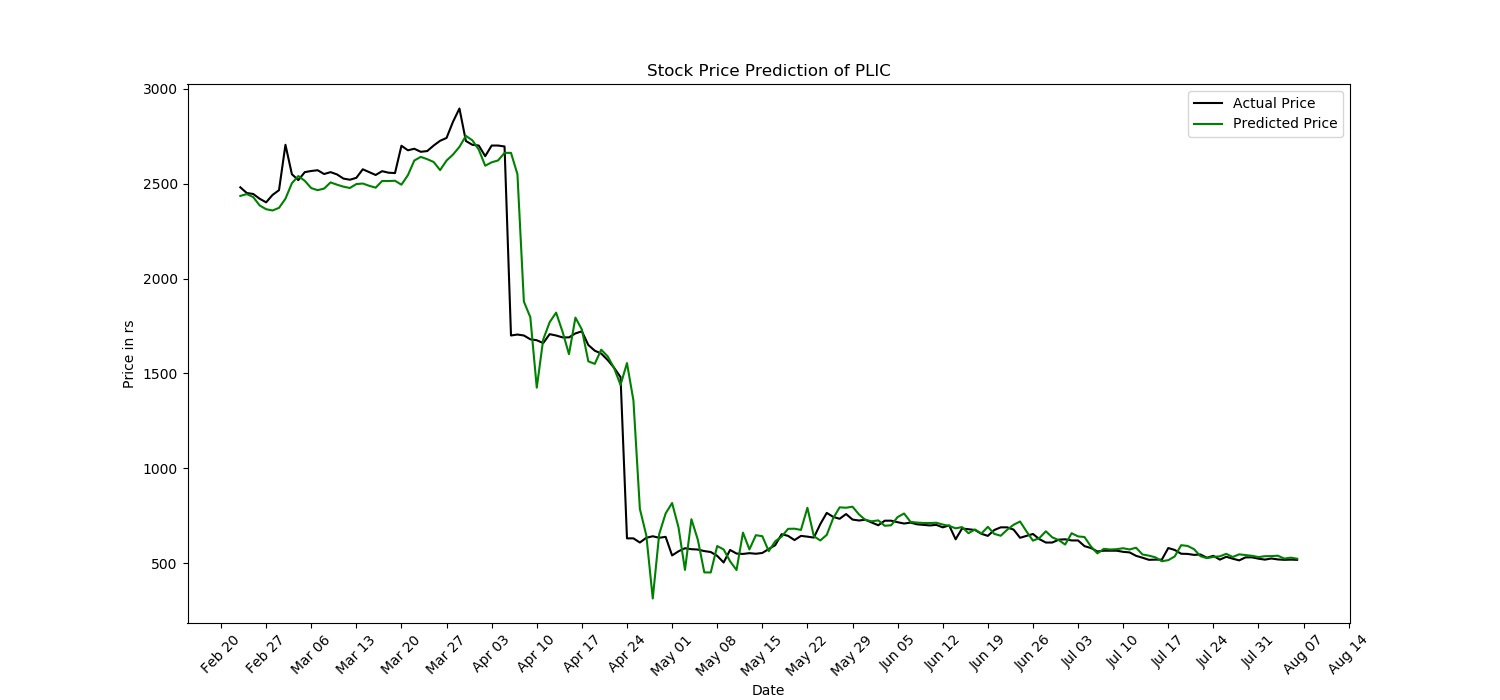 Stock Price Prediction of PLIC
Actual Price
Predicted Price
3000
2500
2000
1500
1000
500
Price in rs
Feb 20
Feb 27
Mar 06
Mar 13
Mar 20
Mar 27
Apr 03
Apr 10
Apr 17
Apr 24
May 01
May 08
May 15
May 22
May 29
Jun 05
Jun 12
Jun 19
Jun 26
Jul 03
Jul 10
Jul 17
Jul 24
Jul 31
Aug 07
Aug 14
Date